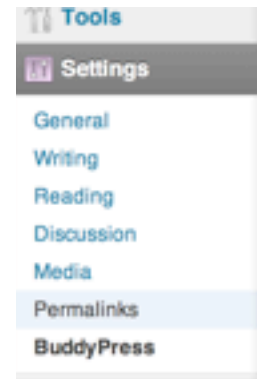 Tools
Settings
General
Writing
Reading
Discussion
Media
Permalinks
BuddyPress